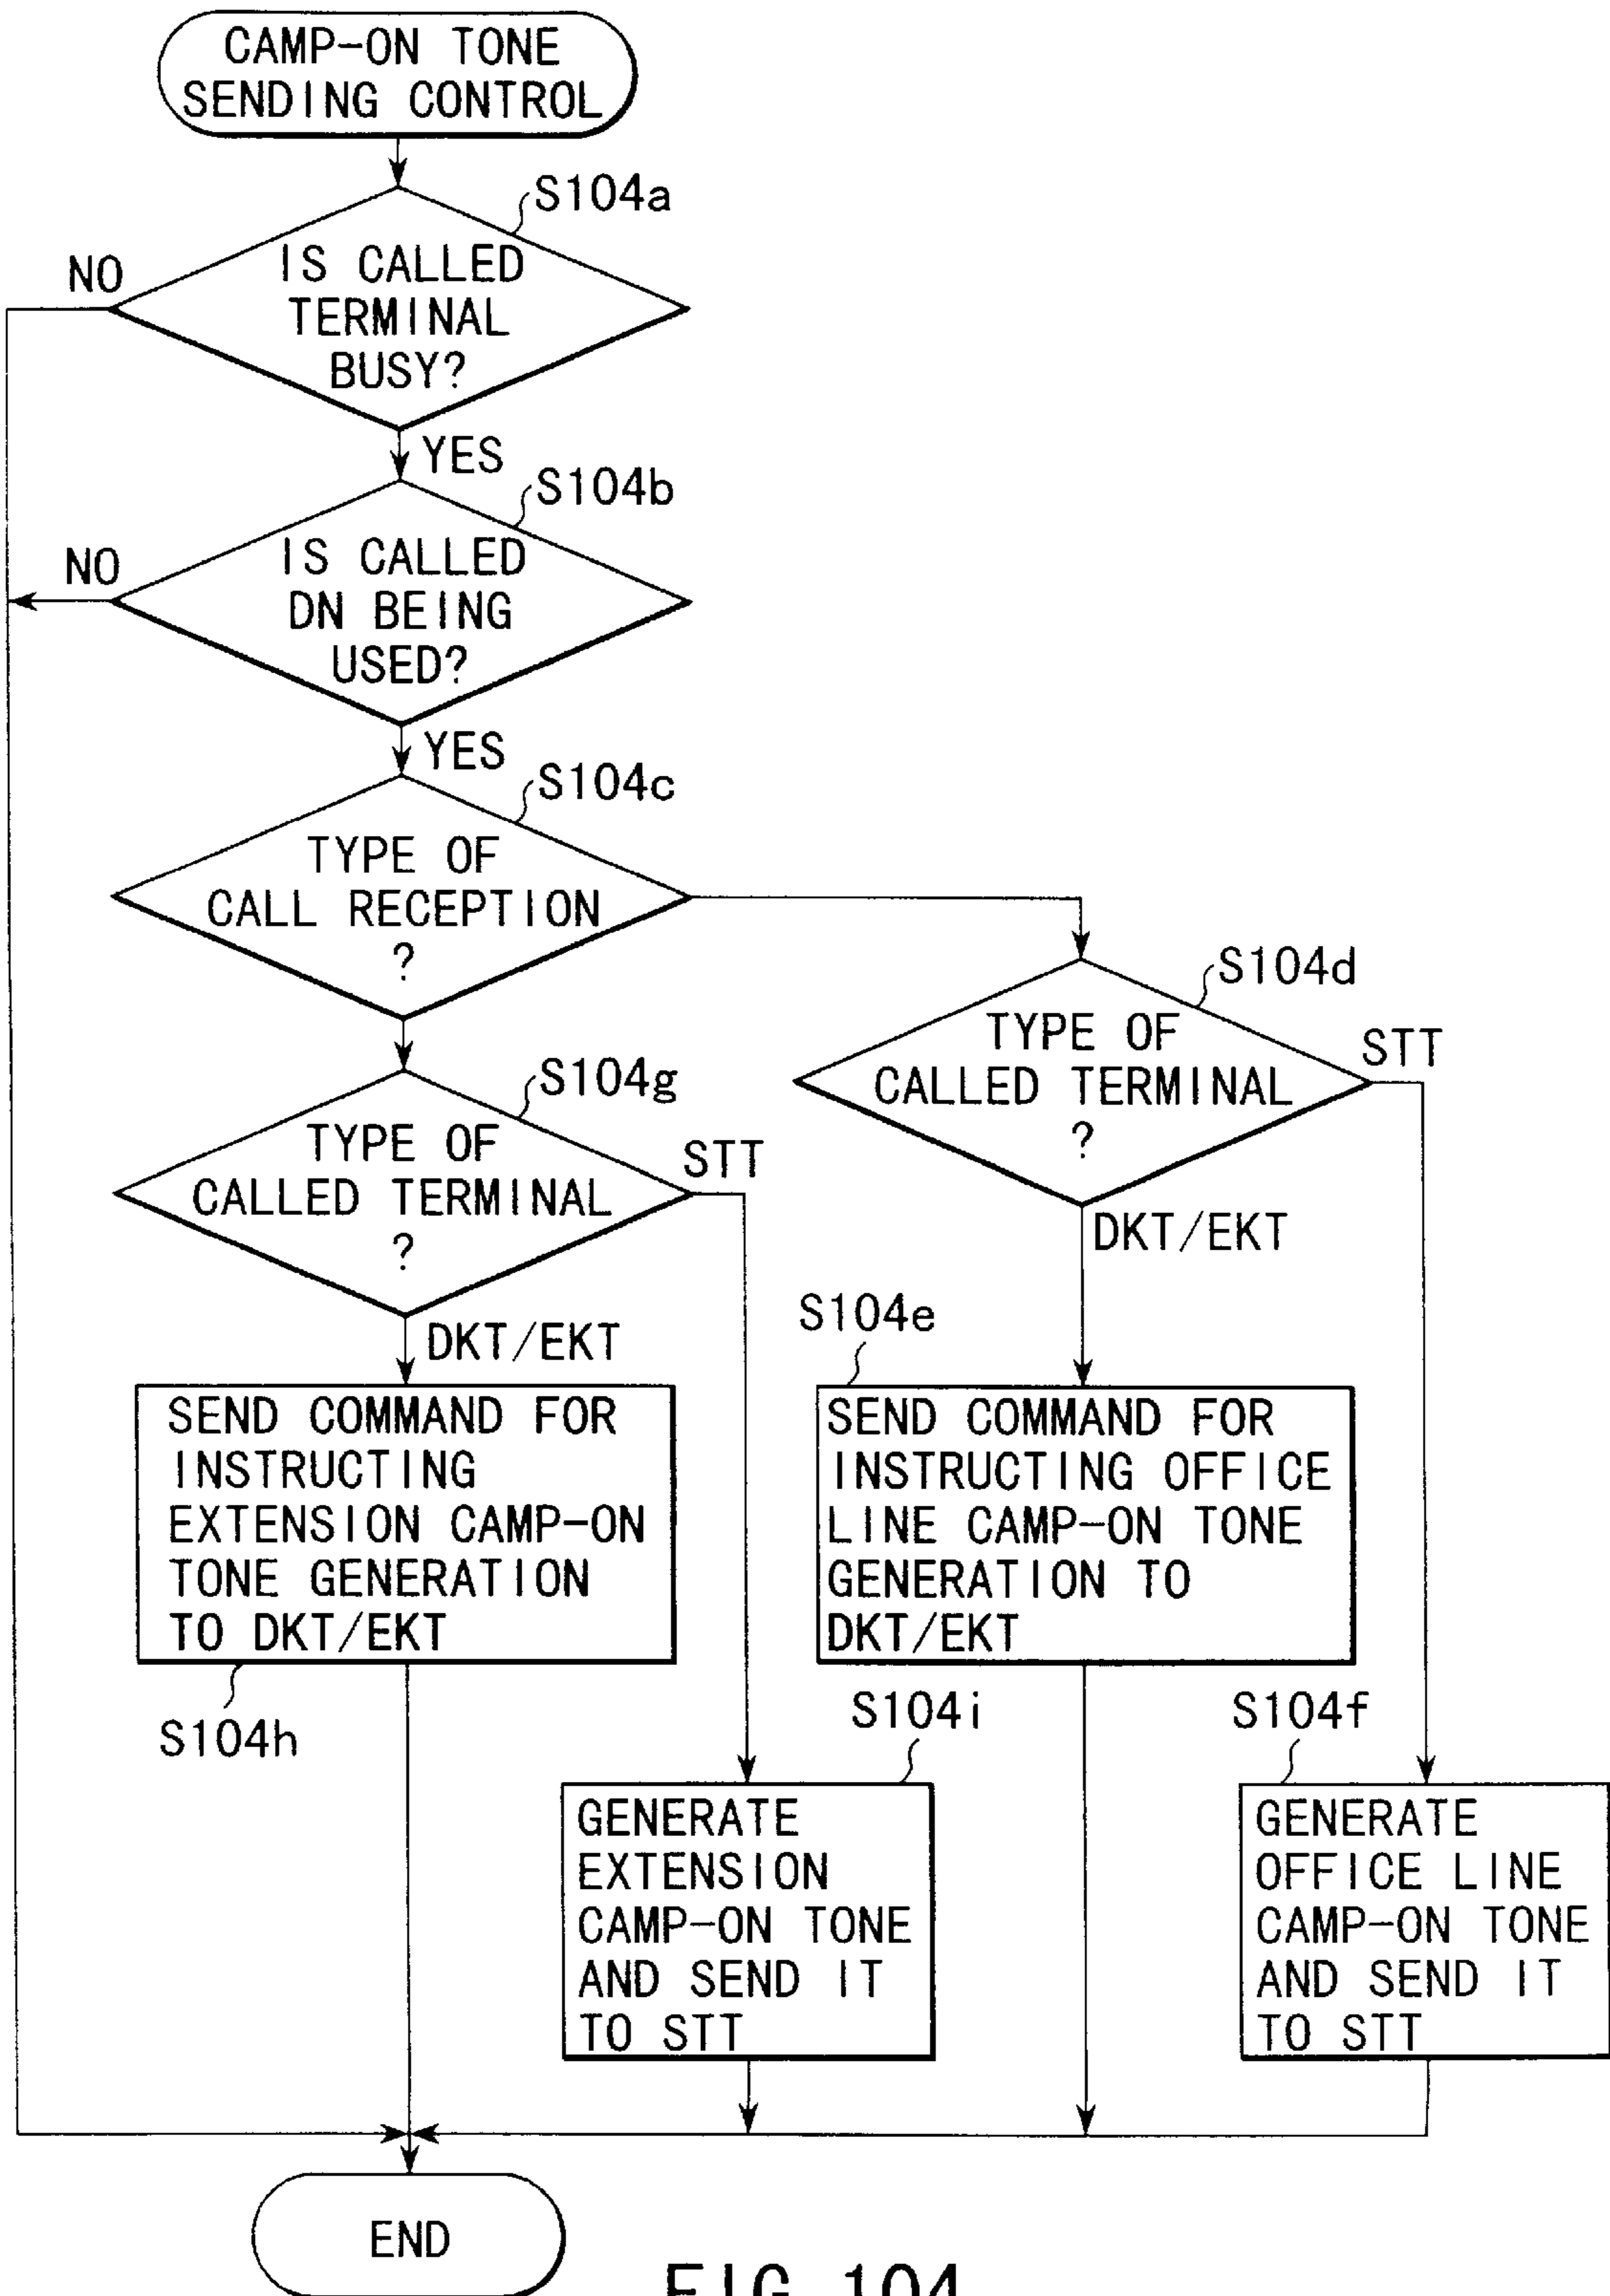 CAMP-ON TONE
SENDING CONTROL
S104a
NO
IS CALLED
TERMINAL
BUSY?
YES
S104b
NO
IS CALLED
DN BEING
USED?
YES
S104c
TYPE OF
CALL RECEPTION
?
S104d
TYPE OF
CALLED TERMINAL
?
STT
DKT/EKT
S104g
TYPE OF
CALLED TERMINAL
?
STT
DKT/EKT
S104e
SEND COMMAND FOR
INSTRUCTING
EXTENSION CAMP-ON
TONE GENERATION
TO DKT/EKT
S104h
SEND COMMAND FOR
INSTRUCTING OFFICE
LINE CAMP-ON TONE
GENERATION TO
DKT/EKT
S104i
GENERATE
EXTENSION
CAMP-ON TONE
AND SEND IT
TO STT
S104f
GENERATE
OFFICE LINE
CAMP-ON TONE
AND SEND IT
TO STT
END
FIG.104